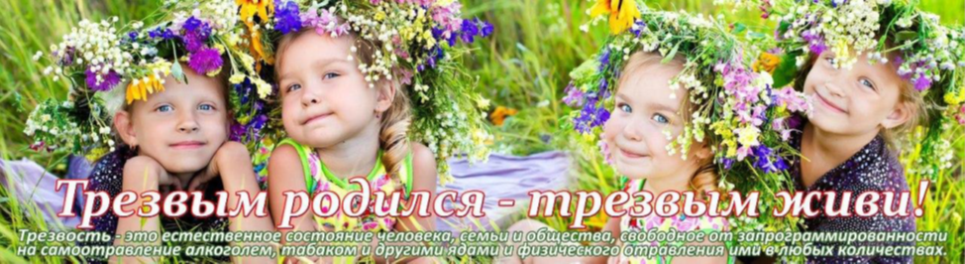 Трезвым родился - трезвым живи!
Трезвость - это естественное состояние человека, семьи и общества, свободное от запрограммированности
на самоотравление алкоголем, табаком и другими ядами и физического отравления ими в любых количествах.